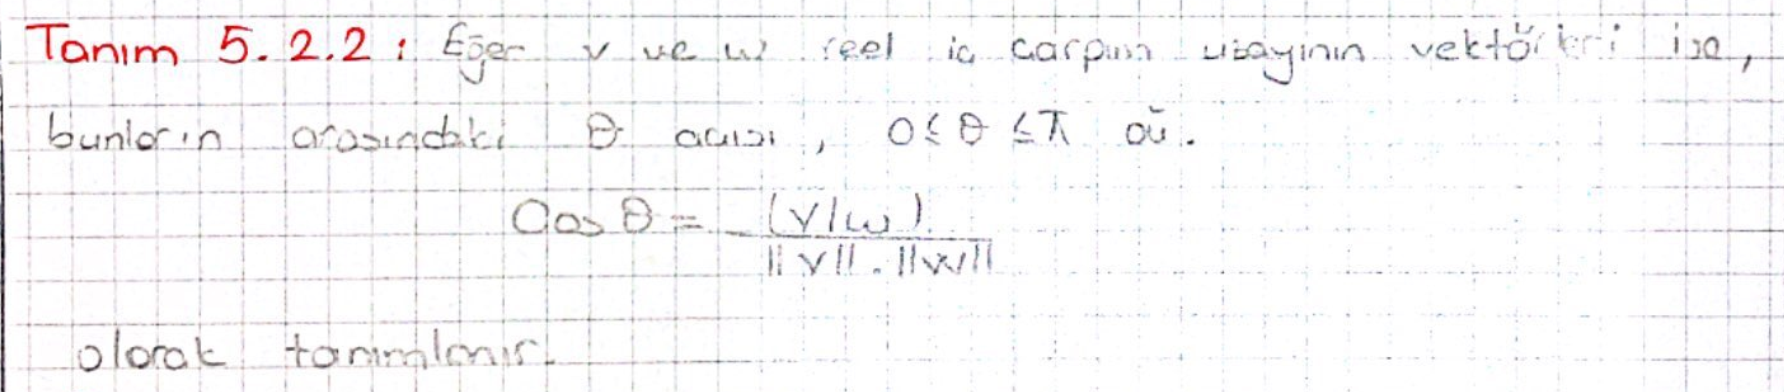 Tanım 5.2.2: Eğer v ve w reel iç çarpım uzayının vektörleri ise,
bunların arasındaki θ açısı, 0≤θ≤π oü.
Cos θ = (v/w)
||v||.||w||
olarak tanımlanır.